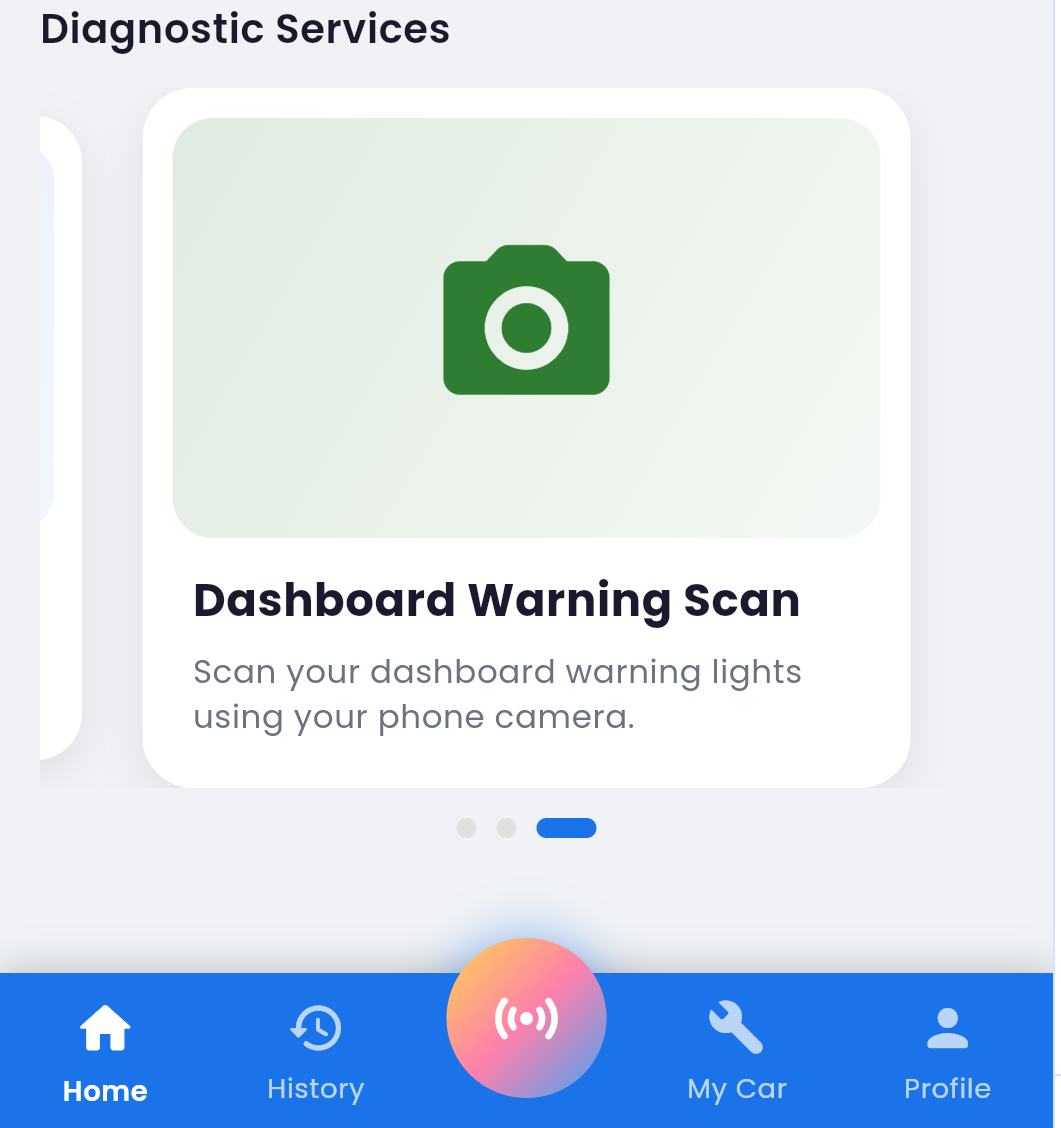 Diagnostic Services
Dashboard Warning Scan
Scan your dashboard warning lights
using your phone camera.
Home
History
My Car
Profile